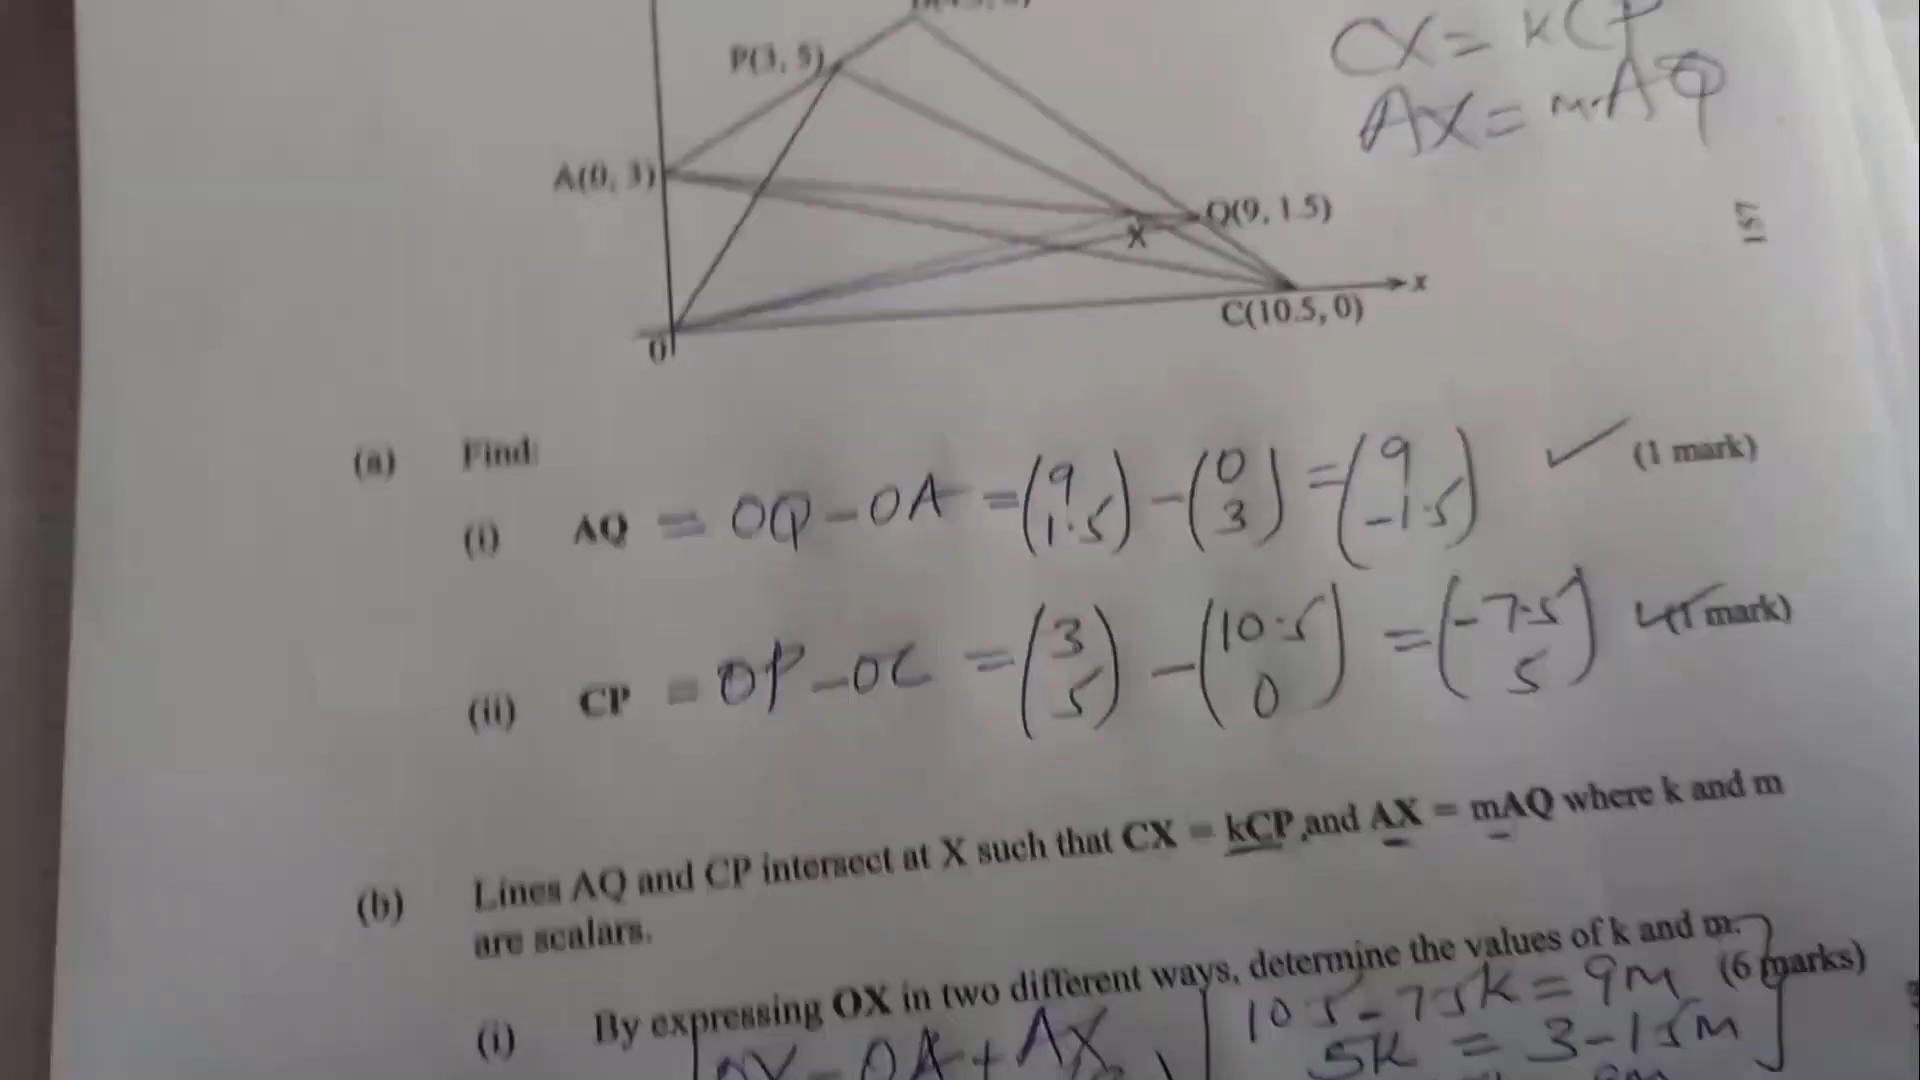 CX = kCP
P(3, 5)
AX = mAQ
A(0, 3)
Q(9, 1.5)
157
X
x
C(10.5, 0)
0
(a) Find:
(i) AQ = OQ - OA = (9 1.5) - (0 3) = (9 -1.5) ✓ (1 mark)
(ii) CP = OP - OC = (3 5) - (10.5 0) = (-7.5 5) mark)
(b) Lines AQ and CP intersect at X such that CX = kCP, and AX = mAQ where k and m
are scalars.
(i) By expressing OX in two different ways, determine the values of k and m.
(6 marks)
10.5 - 7.5k = 9m
OX = OA + AX
5k = 3 - 1.5m